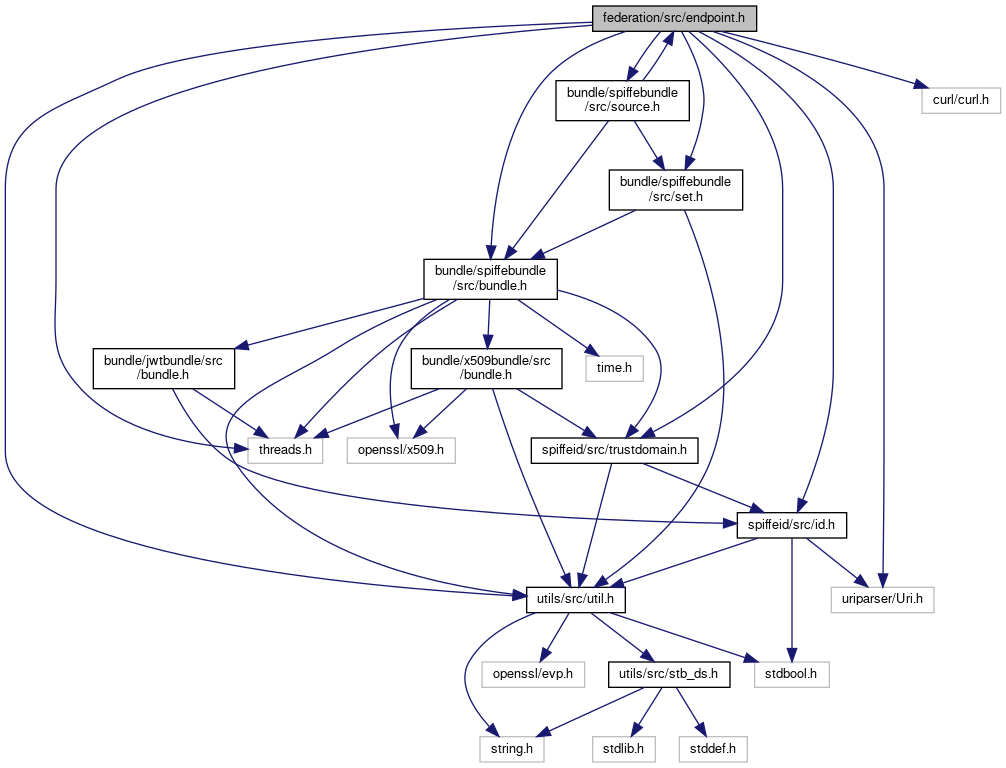 federation/src/endpoint.h
bundle/spiffebundle
/src/source.h
curl/curl.h
bundle/spiffebundle
/src/set.h
bundle/spiffebundle
/src/bundle.h
bundle/jwtbundle/src
/bundle.h
bundle/x509bundle/src
/bundle.h
time.h
threads.h
openssl/x509.h
spiffeid/src/trustdomain.h
spiffeid/src/id.h
utils/src/util.h
uriparser/Uri.h
openssl/evp.h
utils/src/stb_ds.h
stdbool.h
string.h
stdlib.h
stddef.h